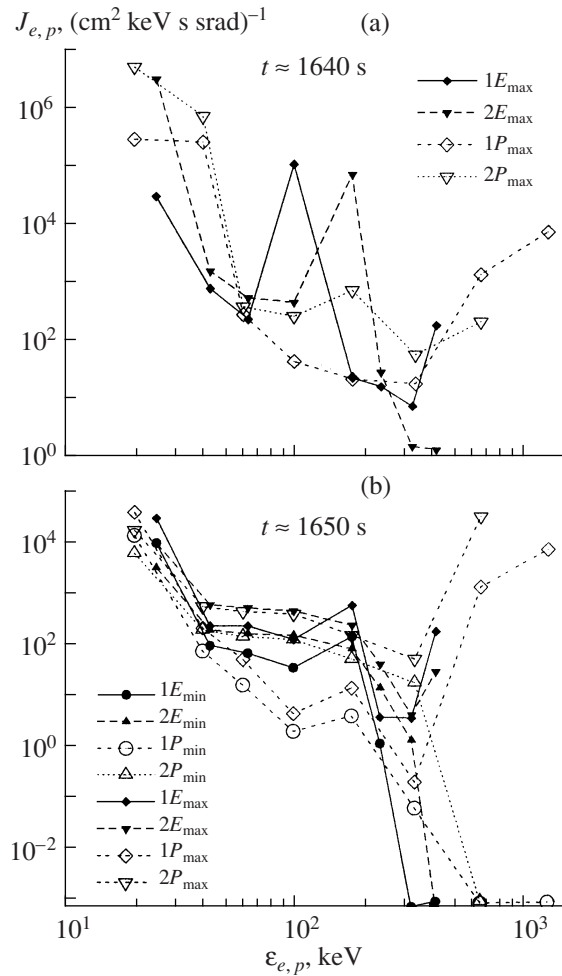 J_{e, p}, (cm² keV s srad)⁻¹
(a)
t ≈ 1640 s
1E_max
2E_max
1P_max
2P_max
10⁶
10⁴
10²
10⁰
(b)
t ≈ 1650 s
10⁴
10²
10⁰
10⁻²
1E_min
2E_min
1P_min
2P_min
1E_max
2E_max
1P_max
2P_max
10¹ 10² 10³
ε_{e, p}, keV